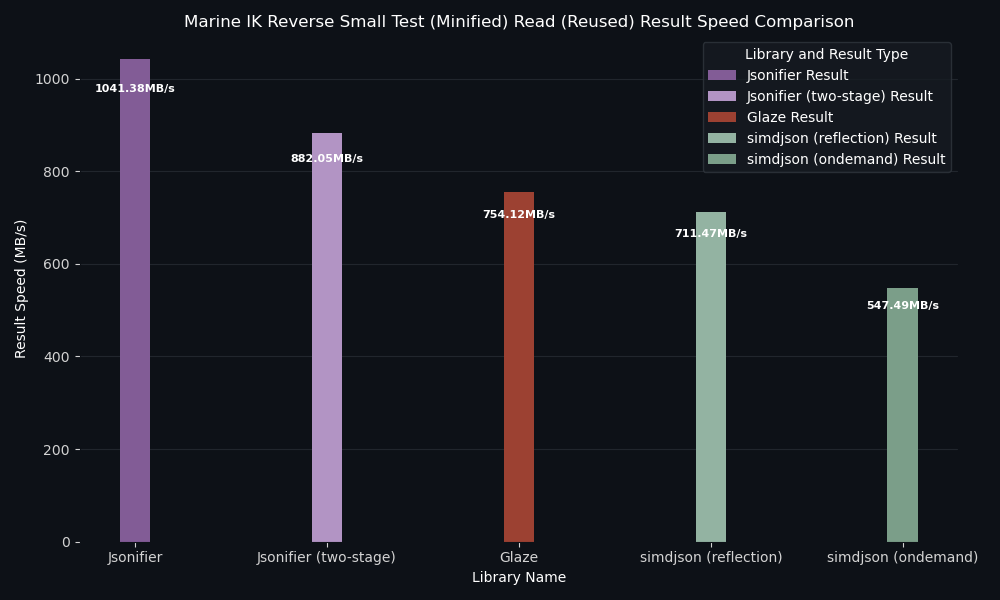 Marine IK Reverse Small Test (Minified) Read (Reused) Result Speed Comparison
Library and Result Type
Jsonifier Result
Jsonifier (two-stage) Result
Glaze Result
simdjson (reflection) Result
simdjson (ondemand) Result
1041.38MB/s
882.05MB/s
754.12MB/s
711.47MB/s
547.49MB/s
Result Speed (MB/s)
1000
800
600
400
200
0
Jsonifier
Jsonifier (two-stage)
Glaze
simdjson (reflection)
simdjson (ondemand)
Library Name